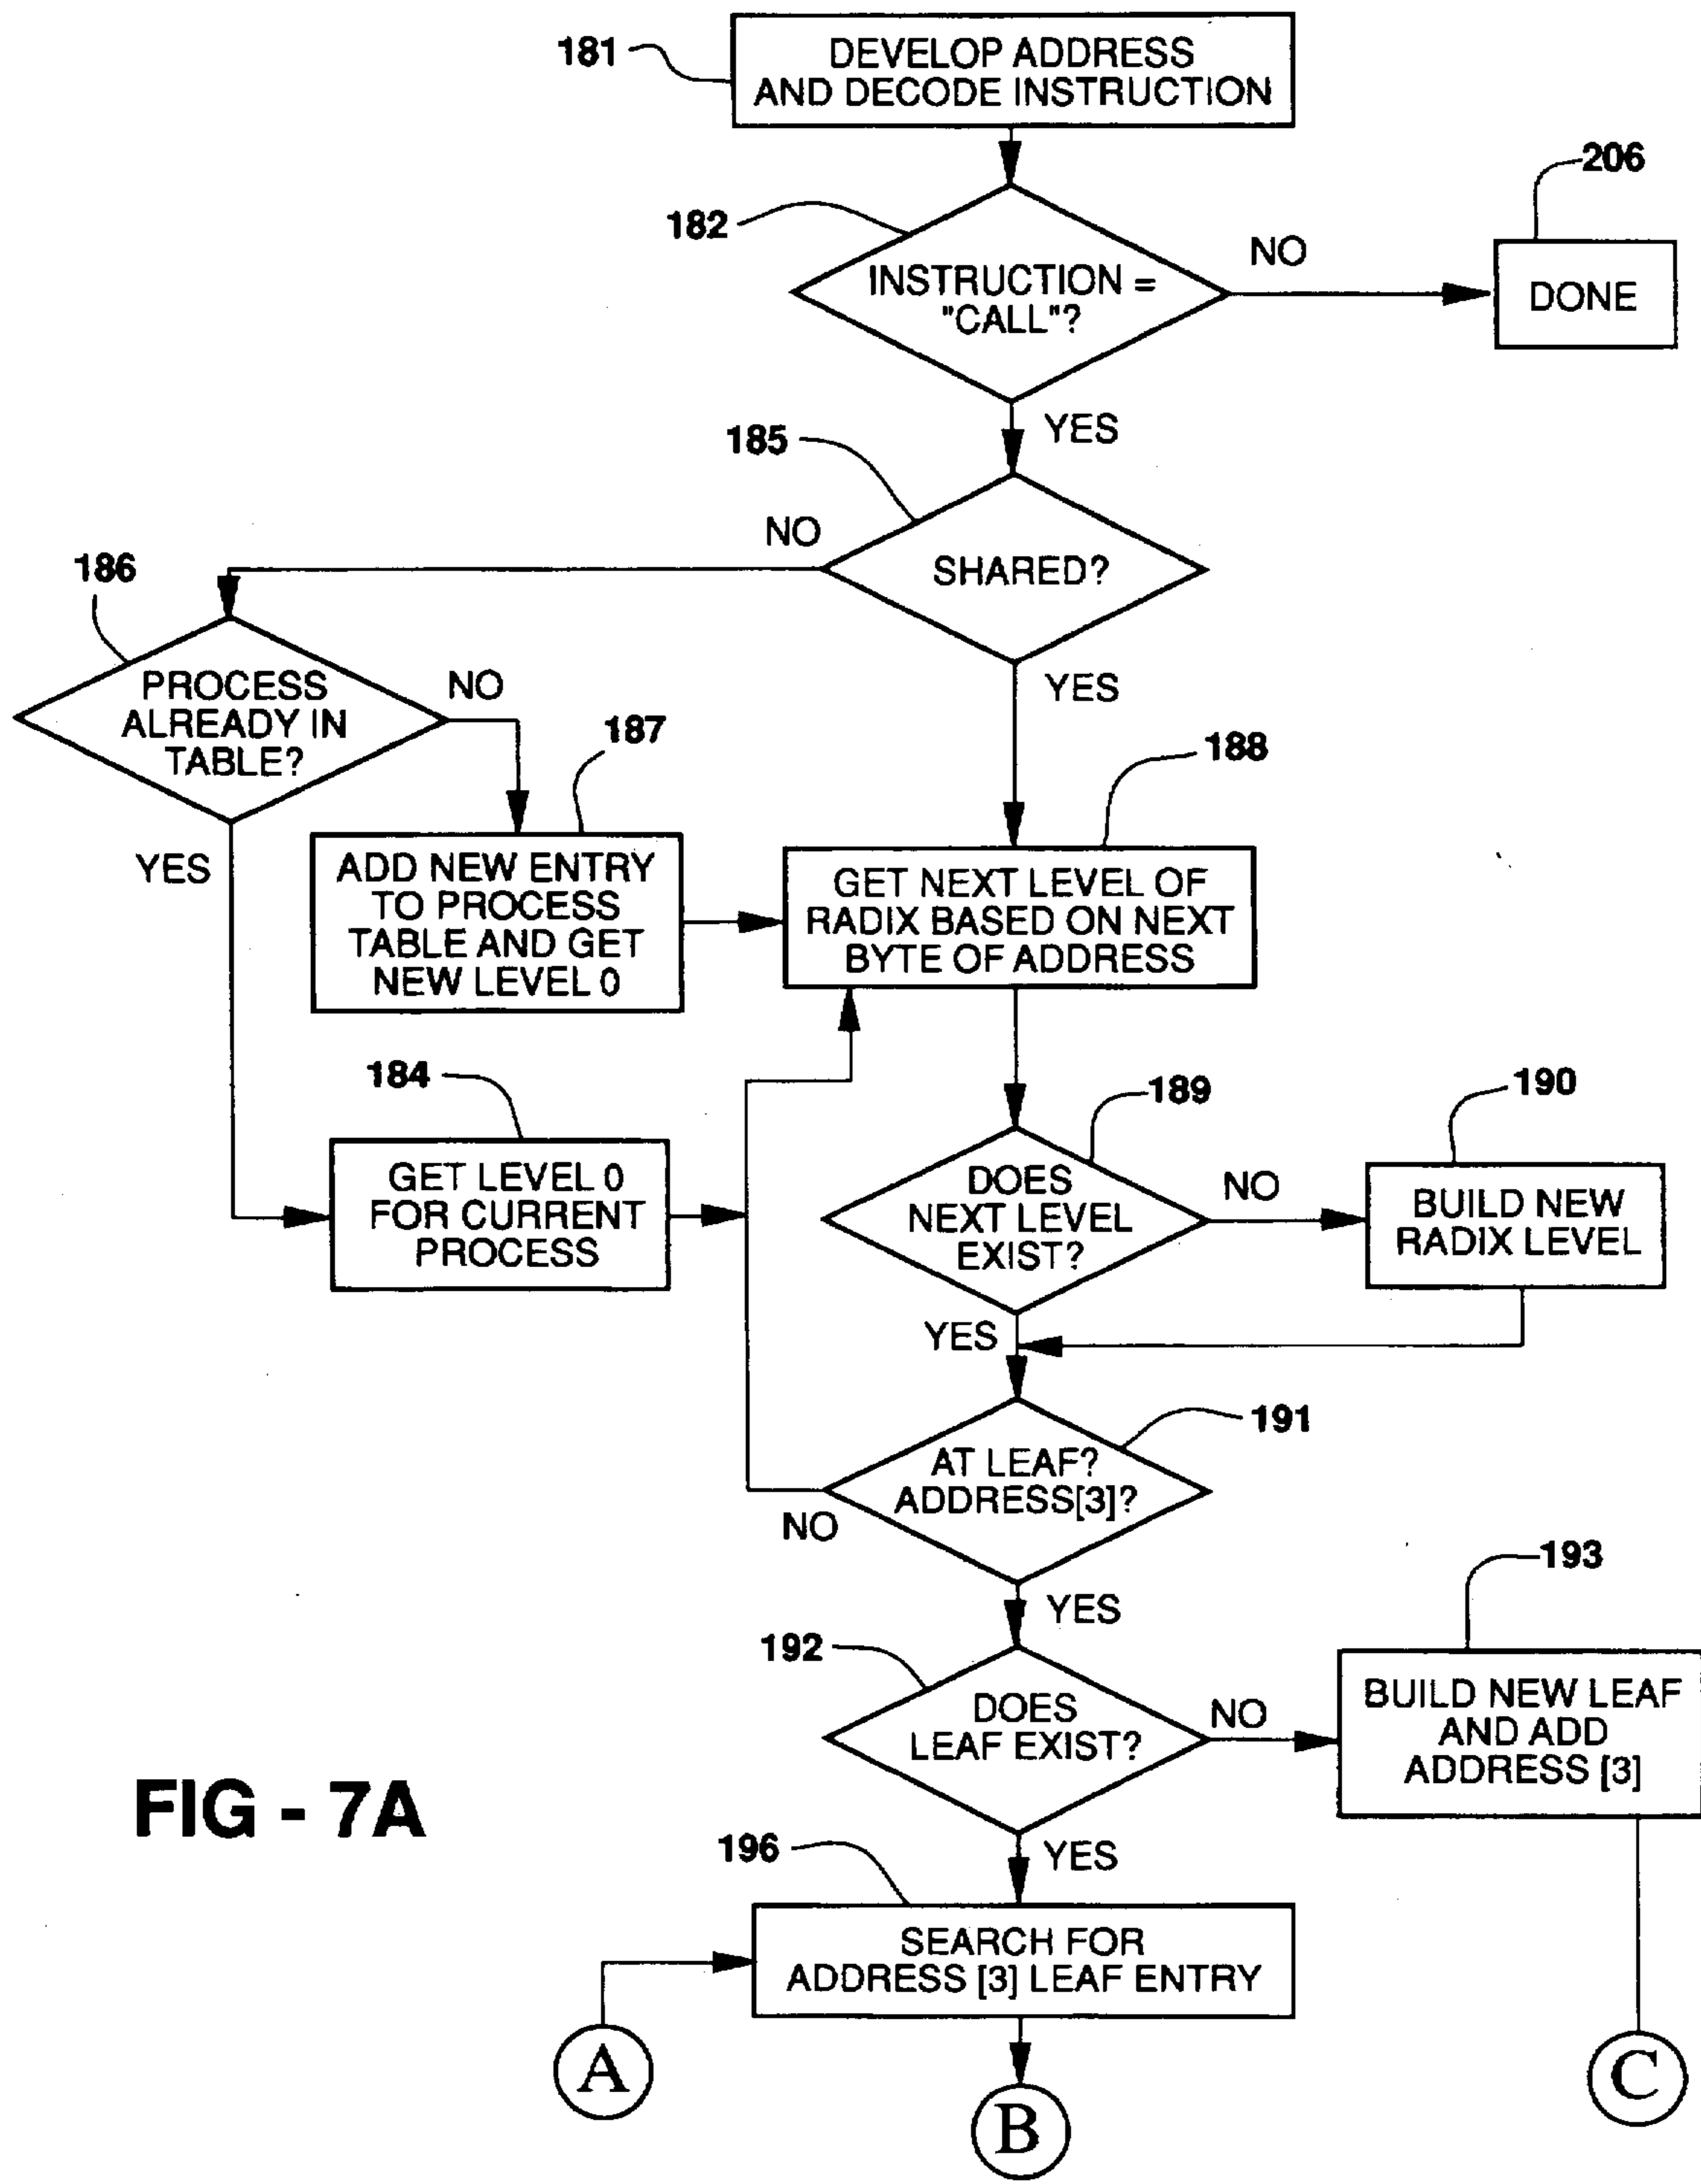 181
DEVELOP ADDRESS
AND DECODE INSTRUCTION
206
182
INSTRUCTION =
"CALL"?
NO
DONE
YES
185
NO
SHARED?
186
YES
PROCESS
ALREADY IN
TABLE?
NO
187
188
YES
ADD NEW ENTRY
TO PROCESS
TABLE AND GET
NEW LEVEL 0
GET NEXT LEVEL OF
RADIX BASED ON NEXT
BYTE OF ADDRESS
184
189
190
GET LEVEL 0
FOR CURRENT
PROCESS
DOES
NEXT LEVEL
EXIST?
NO
BUILD NEW
RADIX LEVEL
YES
191
AT LEAF?
ADDRESS[3]?
NO
193
YES
192
DOES
LEAF EXIST?
NO
BUILD NEW LEAF
AND ADD
ADDRESS [3]
FIG - 7A
196
YES
SEARCH FOR
ADDRESS [3] LEAF ENTRY
A
B
C